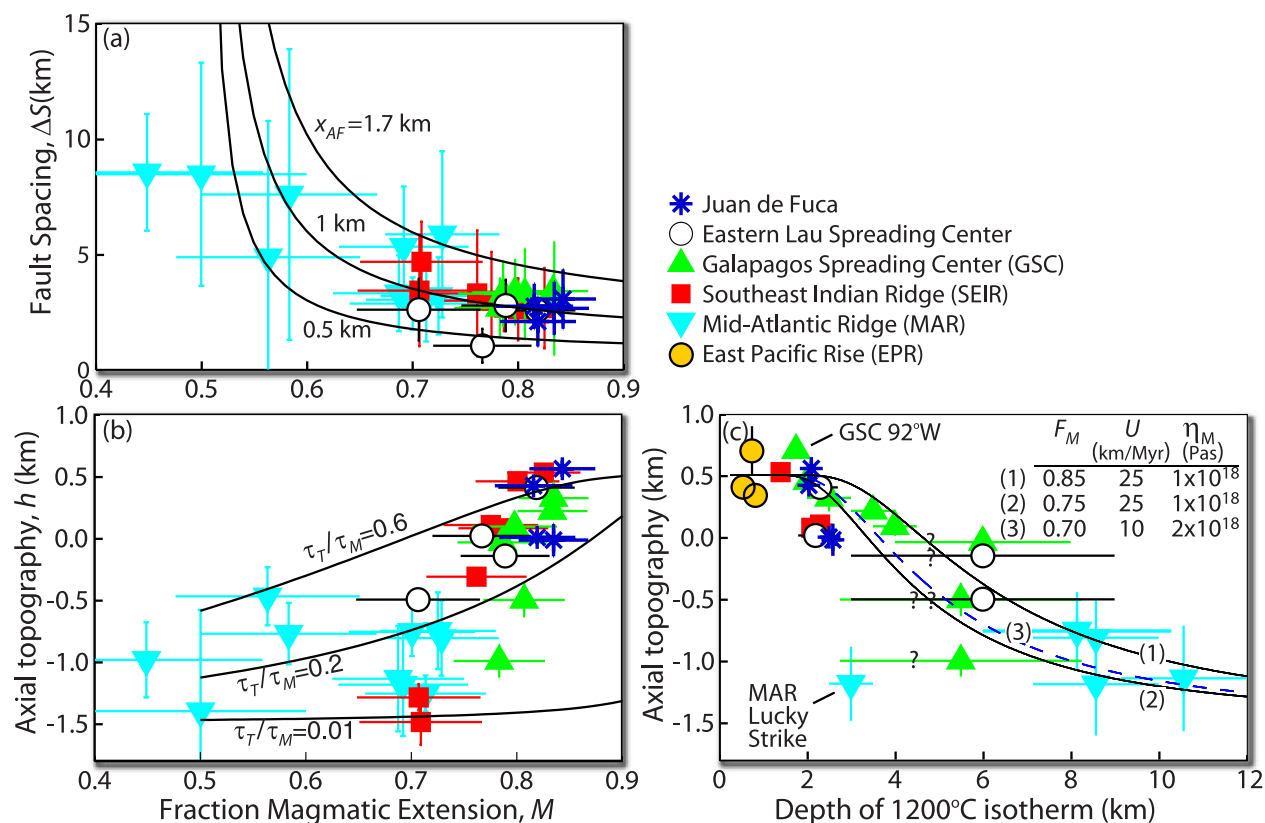 (a)
Fault Spacing, ΔS(km)
15
10
5
0
x_AF=1.7 km
1 km
0.5 km
0.4 0.5 0.6 0.7 0.8 0.9
Juan de Fuca
Eastern Lau Spreading Center
Galapagos Spreading Center (GSC)
Southeast Indian Ridge (SEIR)
Mid-Atlantic Ridge (MAR)
East Pacific Rise (EPR)
(b)
Axial topography, h (km)
1.0
0.5
0.0
-0.5
-1.0
-1.5
τ_T/τ_M=0.6
τ_T/τ_M=0.2
τ_T/τ_M=0.01
0.4 0.5 0.6 0.7 0.8 0.9
Fraction Magmatic Extension, M
(c)
Axial topography (km)
1.0
0.5
0.0
-0.5
-1.0
-1.5
GSC 92°W
F_M U η_M
(km/Myr) (Pas)
(1) 0.85 25 1x10^18
(2) 0.75 25 1x10^18
(3) 0.70 10 2x10^18
?
?
? ?
?
(3)
(1)
(2)
MAR
Lucky
Strike
0 2 4 6 8 10 12
Depth of 1200°C isotherm (km)